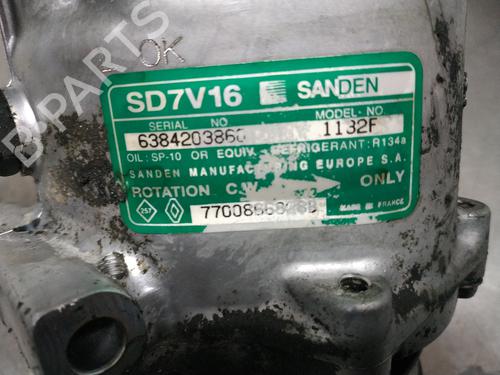 B-PARTS
OK
SD7V16 SANDEN
SERIAL NO MODEL NO
6384203860 1132F
OIL: SP-10 OR EQUIV. REFRIGERANT: R134a
SANDEN MANUFACTURING EUROPE S.A.
ROTATION C.W. ONLY
257 MADE IN FRANCE